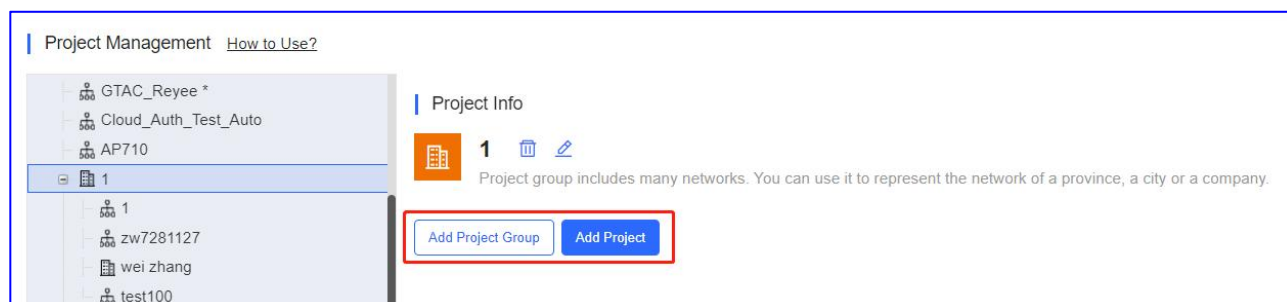 Project Management How to Use?
GTAC_Reyee *
Cloud_Auth_Test_Auto
AP710
1
1
zw7281127
wei zhang
test100
Project Info
1
Project group includes many networks. You can use it to represent the network of a province, a city or a company.
Add Project Group Add Project